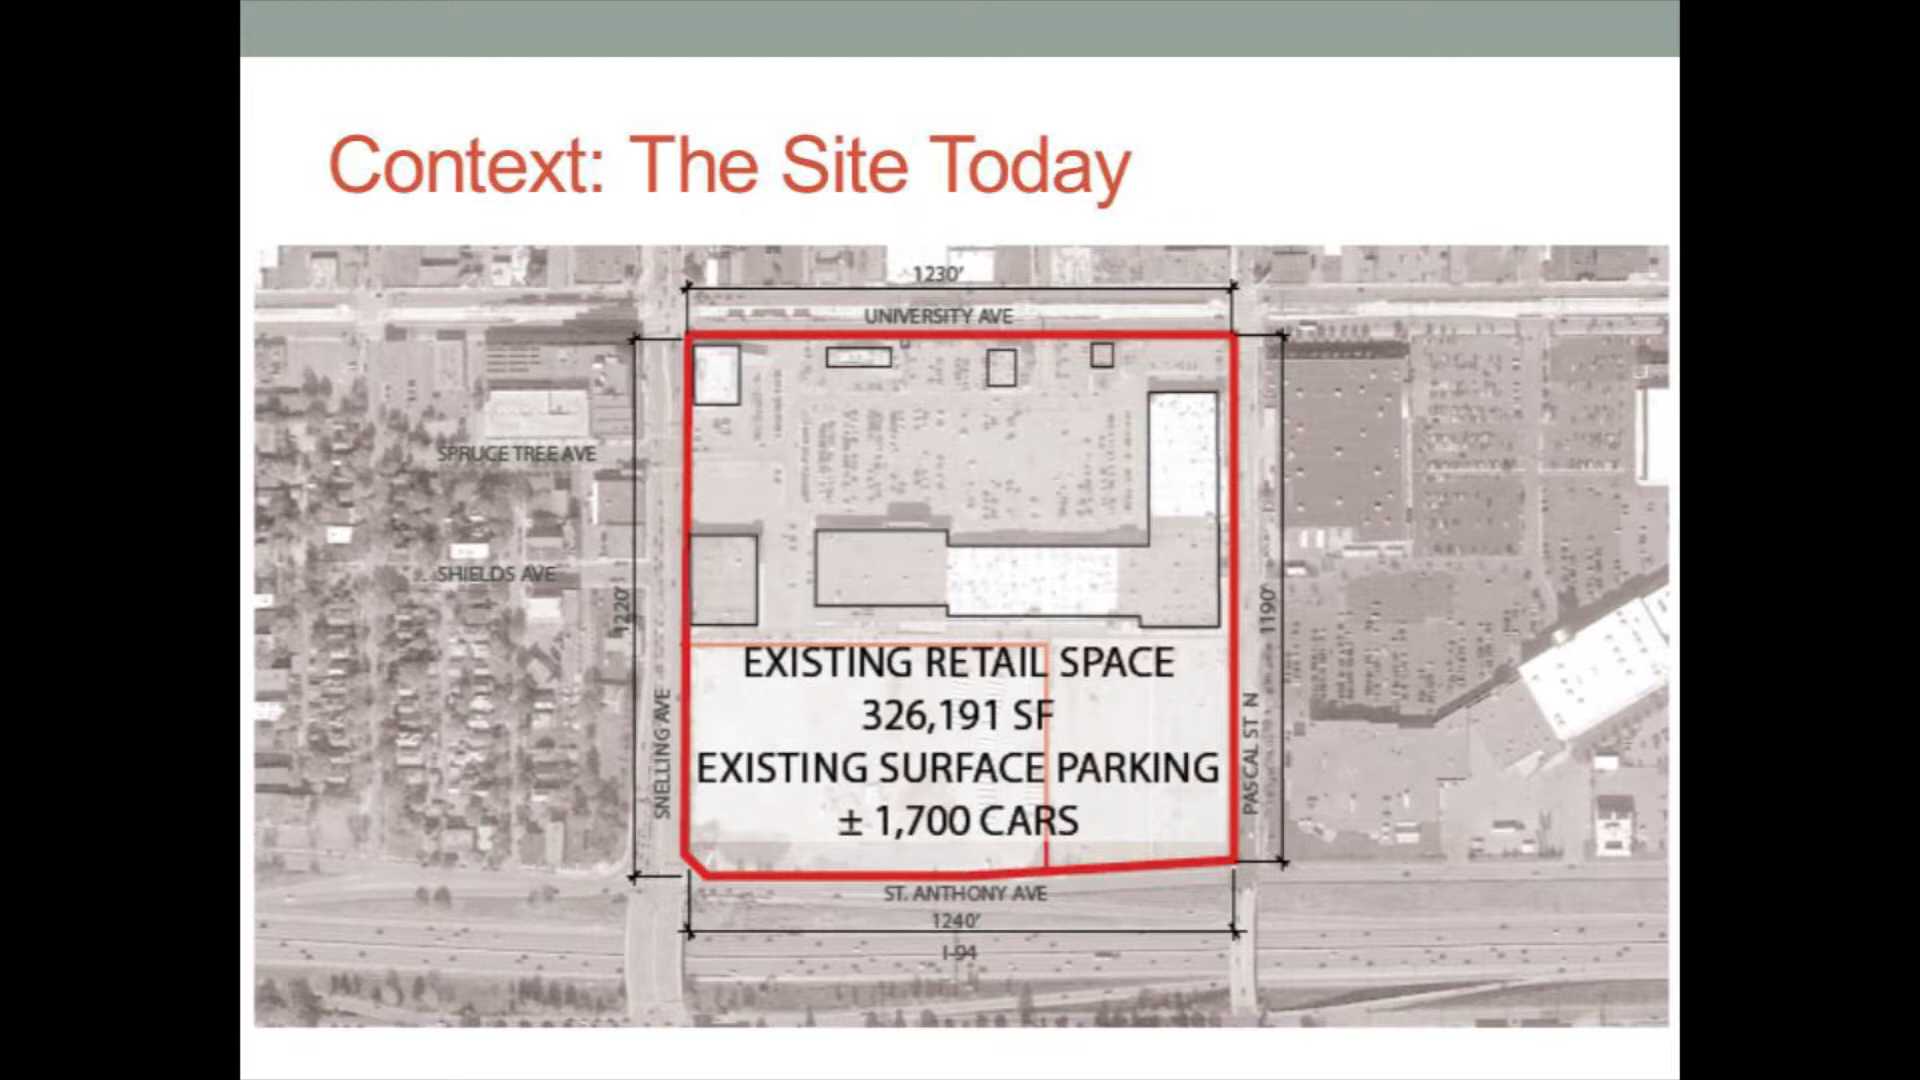 Context: The Site Today
1230'
UNIVERSITY AVE
SPRUCE TREE AVE
SHIELDS AVE
1220'
1190'
SNELLING AVE
PASCAL ST N
EXISTING RETAIL SPACE
326,191 SF
EXISTING SURFACE PARKING
± 1,700 CARS
ST. ANTHONY AVE
1240'
I-94